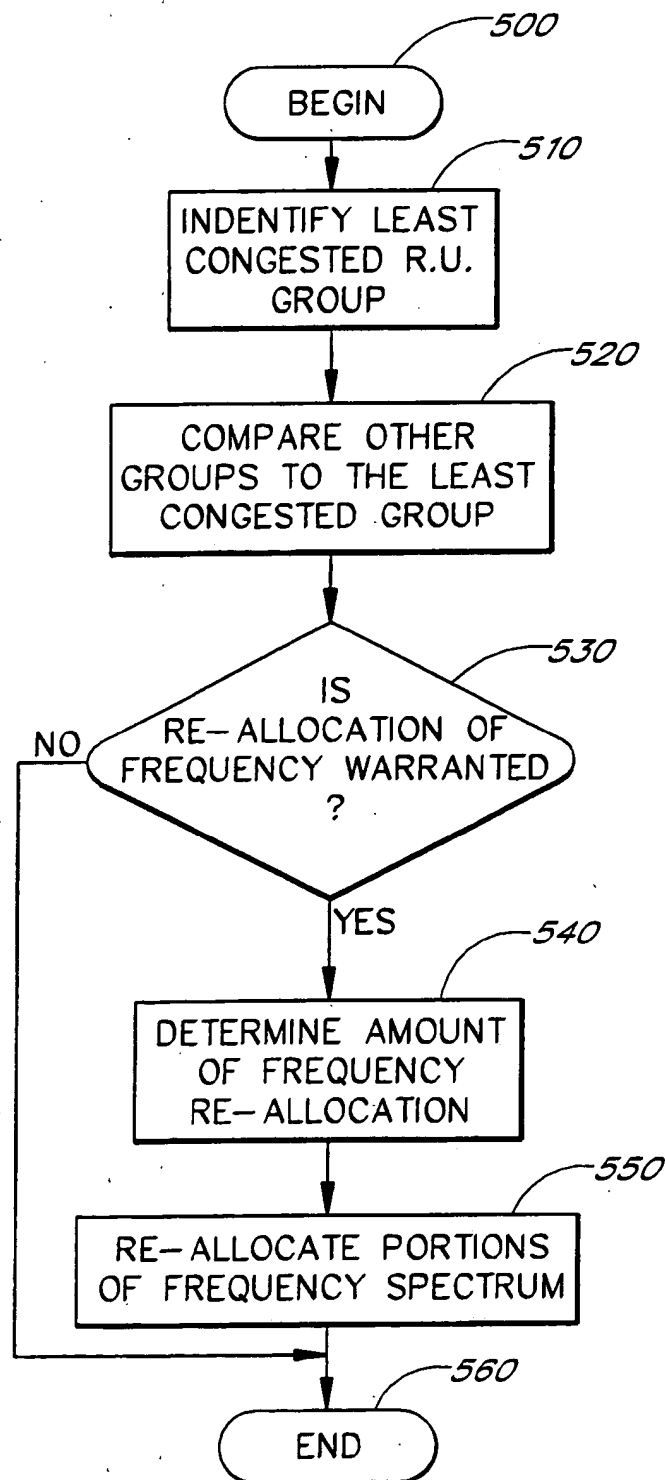 500
BEGIN
510
INDENTIFY LEAST
CONGESTED R.U.
GROUP
520
COMPARE OTHER
GROUPS TO THE LEAST
CONGESTED GROUP
530
IS
RE-ALLOCATION OF
FREQUENCY WARRANTED
?
NO
YES
540
DETERMINE AMOUNT
OF FREQUENCY
RE-ALLOCATION
550
RE-ALLOCATE PORTIONS
OF FREQUENCY SPECTRUM
560
END